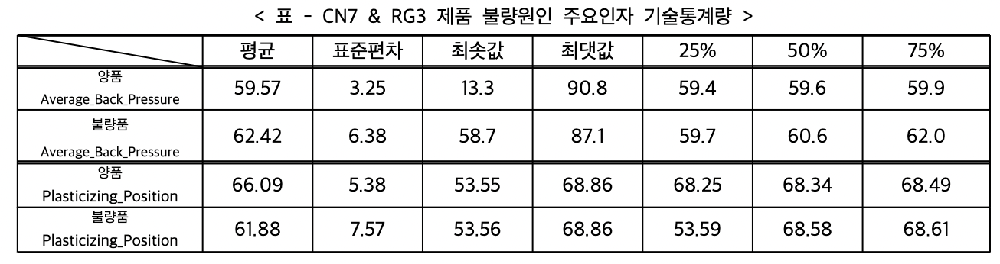 < 표 - CN7 & RG3 제품 불량원인 주요인자 기술통계량 >
평균 표준편차 최솟값 최댓값 25% 50% 75%
양품
Average_Back_Pressure 59.57 3.25 13.3 90.8 59.4 59.6 59.9
불량품
Average_Back_Pressure 62.42 6.38 58.7 87.1 59.7 60.6 62.0
양품
Plasticizing_Position 66.09 5.38 53.55 68.86 68.25 68.34 68.49
불량품
Plasticizing_Position 61.88 7.57 53.56 68.86 53.59 68.58 68.61